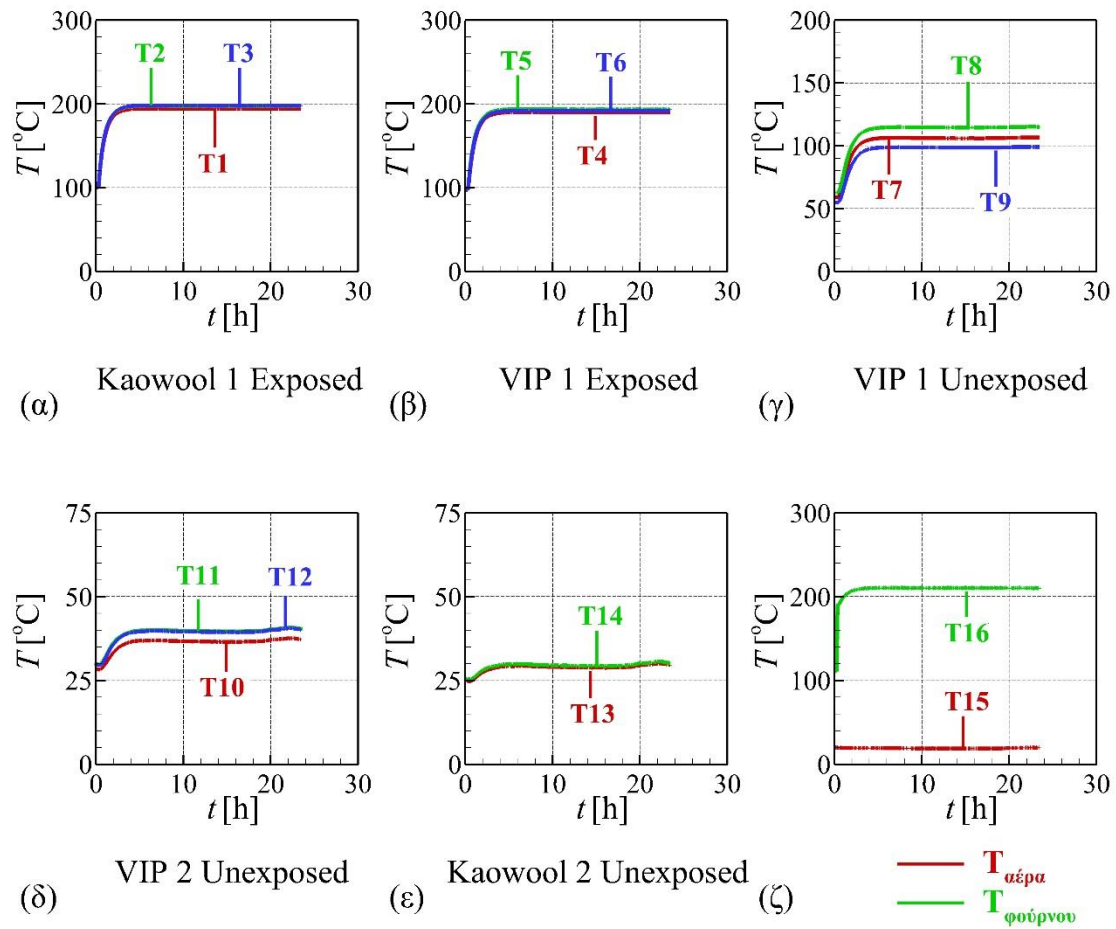 300
200
100
0
T [°C]
T2
T3
T1
0
10
20
30
t [h]
Kaowool 1 Exposed
(α)
300
200
100
0
T [°C]
T5
T6
T4
0
10
20
30
t [h]
VIP 1 Exposed
(β)
200
150
100
50
0
T [°C]
T8
T7
T9
0
10
20
30
t [h]
VIP 1 Unexposed
(γ)
75
50
25
0
T [°C]
T11
T12
T10
0
10
20
30
t [h]
VIP 2 Unexposed
(δ)
75
50
25
0
T [°C]
T14
T13
0
10
20
30
t [h]
Kaowool 2 Unexposed
(ε)
300
200
100
0
T [°C]
T16
T15
0
10
20
30
t [h]
(ζ)
Tαέρα
Tφούρνου